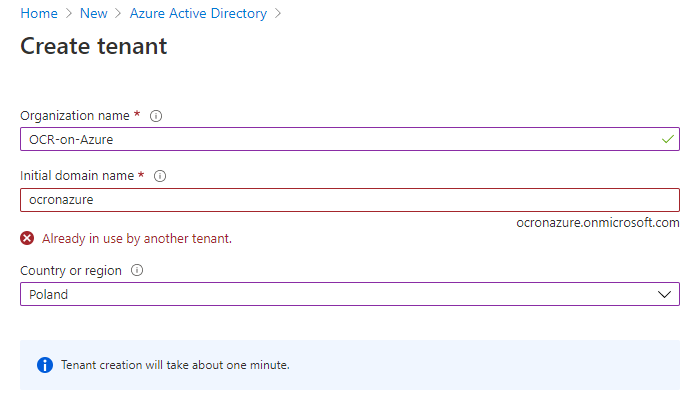 Home > New > Azure Active Directory >
Create tenant
Organization name *
OCR-on-Azure
Initial domain name *
ocronazure
ocronazure.onmicrosoft.com
Already in use by another tenant.
Country or region
Poland
Tenant creation will take about one minute.